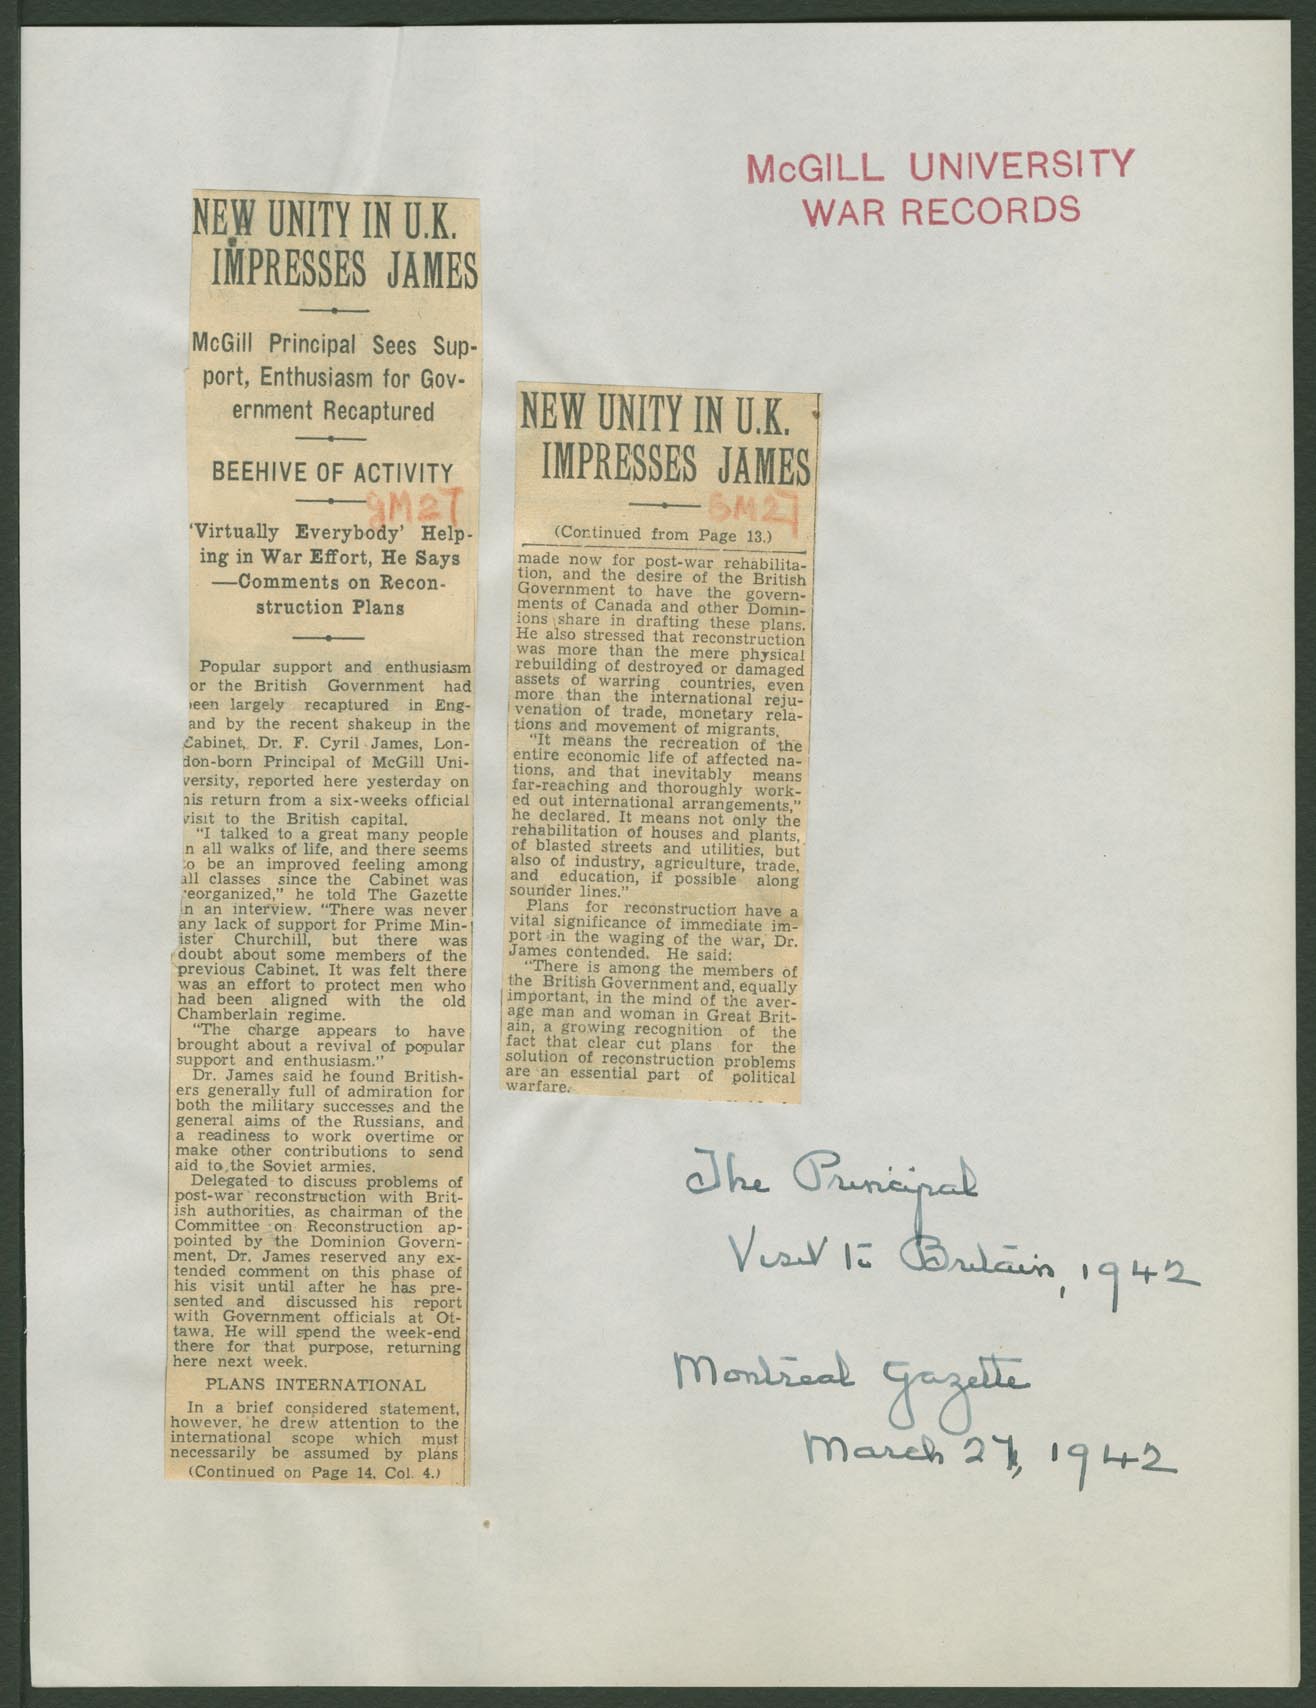 McGILL UNIVERSITY
WAR RECORDS
NEW UNITY IN U.K.
IMPRESSES JAMES
McGill Principal Sees Sup-
port, Enthusiasm for Gov-
ernment Recaptured
BEEHIVE OF ACTIVITY
GM27
'Virtually Everybody' Help-
ing in War Effort, He Says
—Comments on Recon-
struction Plans
Popular support and enthusiasm
or the British Government had
een largely recaptured in Eng-
and by the recent shakeup in the
Cabinet, Dr. F. Cyril James, Lon-
don-born Principal of McGill Uni-
versity, reported here yesterday on
his return from a six-weeks official
visit to the British capital.
"I talked to a great many people
n all walks of life, and there seems
to be an improved feeling among
all classes since the Cabinet was
reorganized," he told The Gazette
in an interview. "There was never
any lack of support for Prime Min-
ister Churchill, but there was
doubt about some members of the
previous Cabinet. It was felt there
was an effort to protect men who
had been aligned with the old
Chamberlain regime.
"The charge appears to have
brought about a revival of popular
support and enthusiasm."
Dr. James said he found British-
ers generally full of admiration for
both the military successes and the
general aims of the Russians, and
a readiness to work overtime or
make other contributions to send
aid to the Soviet armies.
Delegated to discuss problems of
post-war reconstruction with Brit-
ish authorities, as chairman of the
Committee on Reconstruction ap-
pointed by the Dominion Govern-
ment, Dr. James reserved any ex-
tended comment on this phase of
his visit until after he has pre-
sented and discussed his report
with Government officials at Ot-
tawa. He will spend the week-end
there for that purpose, returning
here next week.
PLANS INTERNATIONAL
In a brief considered statement,
however, he drew attention to the
international scope which must
necessarily be assumed by plans
(Continued on Page 14, Col. 4.)
NEW UNITY IN U.K.
IMPRESSES JAMES
GM27
(Continued from Page 13.)
made now for post-war rehabilita-
tion, and the desire of the British
Government to have the govern-
ments of Canada and other Domin-
ions share in drafting these plans.
He also stressed that reconstruction
was more than the mere physical
rebuilding of destroyed or damaged
assets of warring countries, even
more than the international reju-
venation of trade, monetary rela-
tions and movement of migrants.
"It means the recreation of the
entire economic life of affected na-
tions, and that inevitably means
far-reaching and thoroughly work-
ed out international arrangements,"
he declared. It means not only the
rehabilitation of houses and plants,
of blasted streets and utilities, but
also of industry, agriculture, trade,
and education, if possible along
sounder lines."
Plans for reconstruction have a
vital significance of immediate im-
port in the waging of the war, Dr.
James contended. He said:
"There is among the members of
the British Government and, equally
important, in the mind of the aver-
age man and woman in Great Brit-
ain, a growing recognition of the
fact that clear cut plans for the
solution of reconstruction problems
are an essential part of political
warfare.
The Principal
Visit to Britain, 1942
Montreal Gazette
March 27, 1942